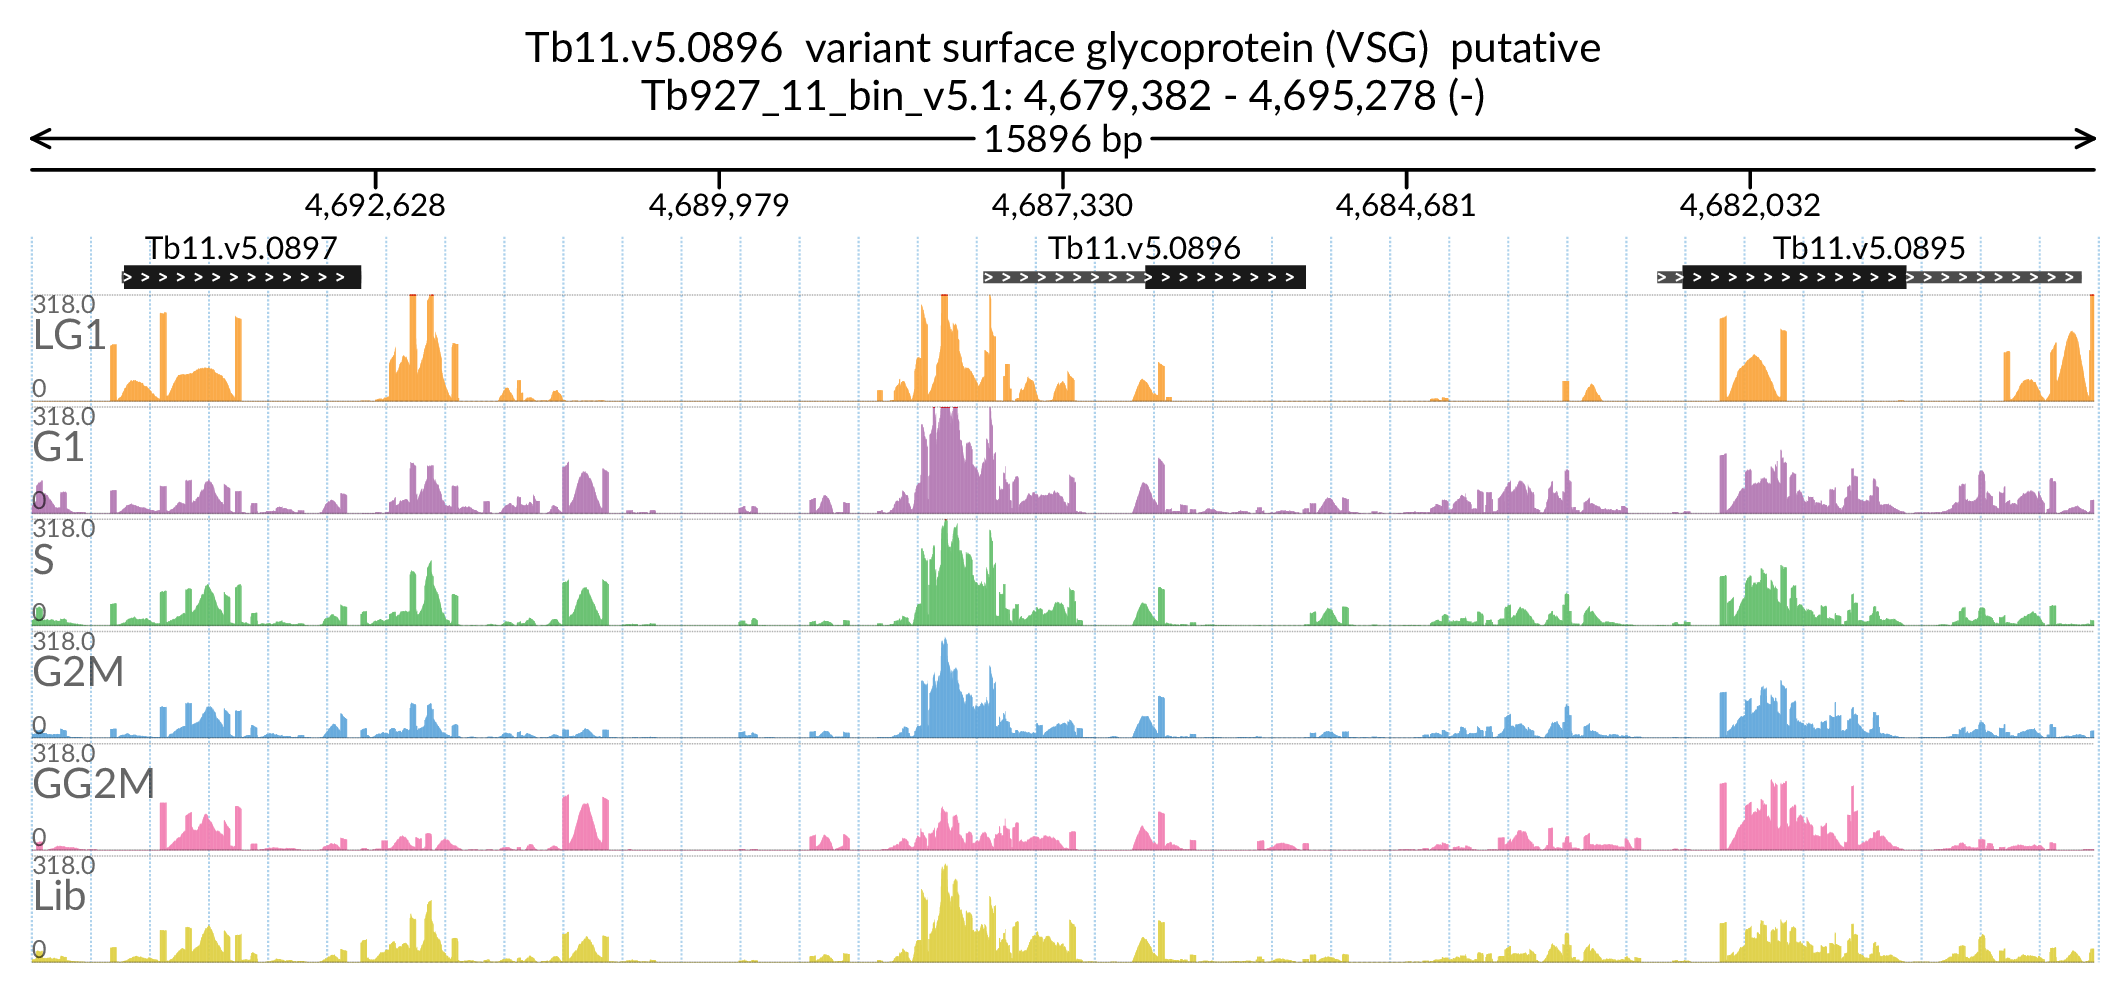 Tb11.v5.0896 variant surface glycoprotein (VSG) putative
Tb927_11_bin_v5.1: 4,679,382 - 4,695,278 (-)
15896 bp
4,692,628 4,689,979 4,687,330 4,684,681 4,682,032
Tb11.v5.0897 Tb11.v5.0896 Tb11.v5.0895
318.0
LG1
0
318.0
G1
0
318.0
S
0
318.0
G2M
0
318.0
GG2M
0
318.0
Lib
0